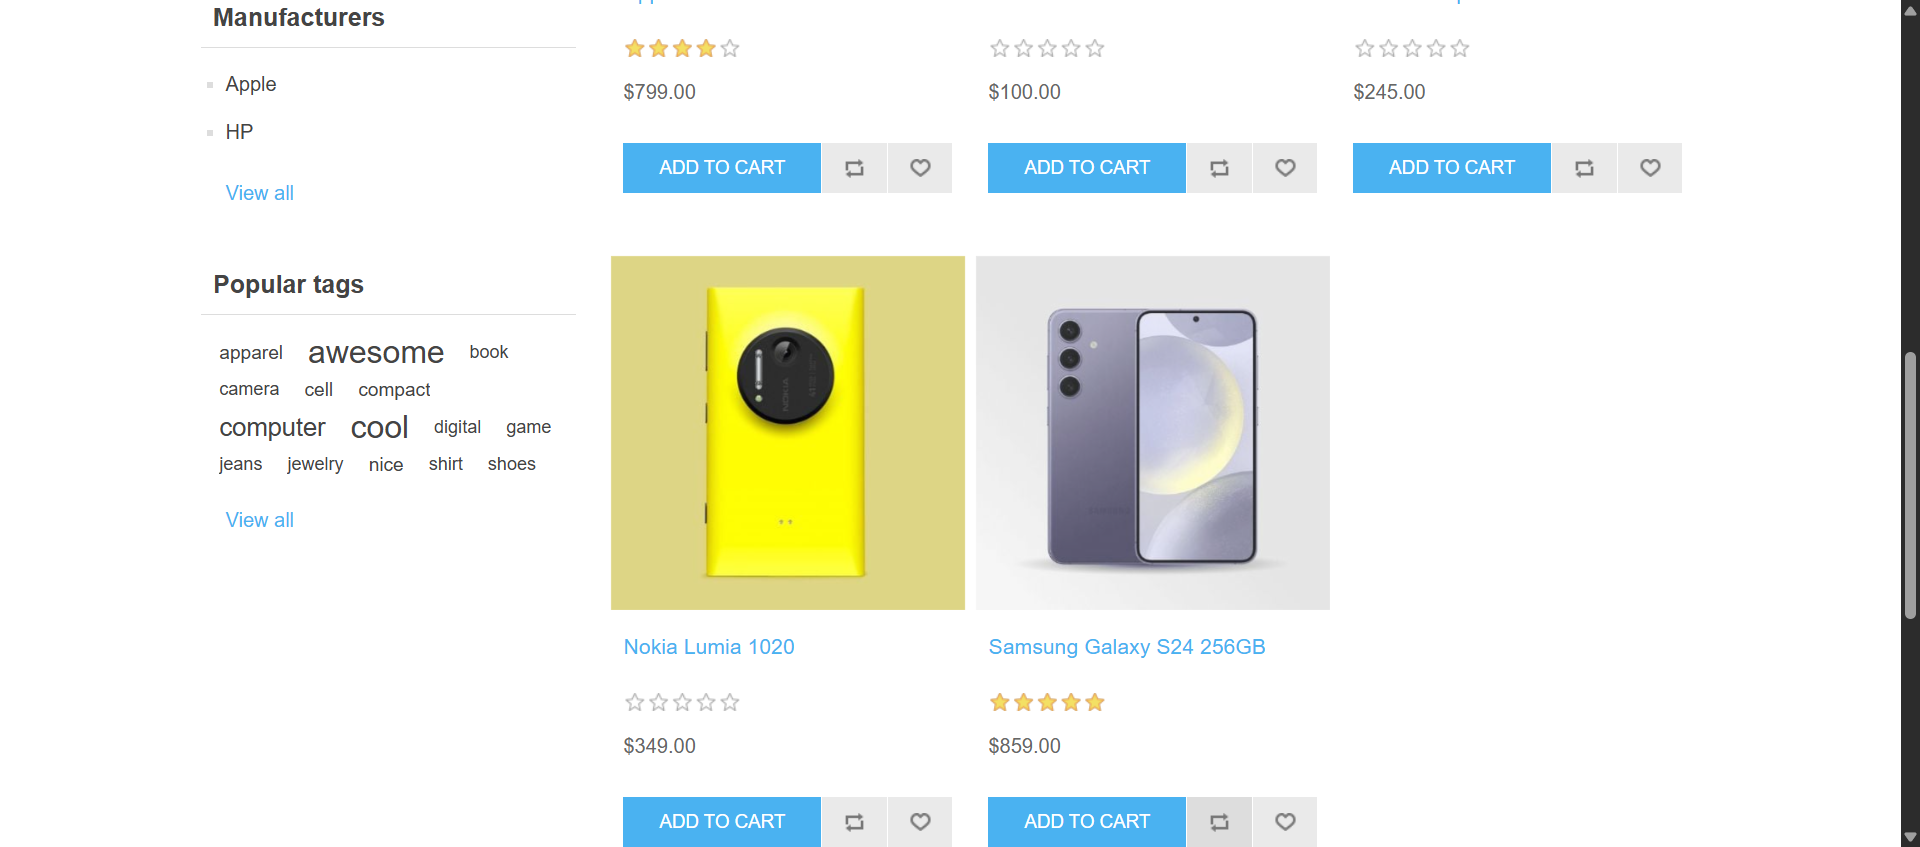 Manufacturers
Apple
HP
View all
Popular tags
apparel awesome book
camera cell compact
computer cool digital game
jeans jewelry nice shirt shoes
View all
$799.00
ADD TO CART
$100.00
ADD TO CART
$245.00
ADD TO CART
NOKIA
Nokia Lumia 1020
$349.00
ADD TO CART
SAMSUNG
Samsung Galaxy S24 256GB
$859.00
ADD TO CART